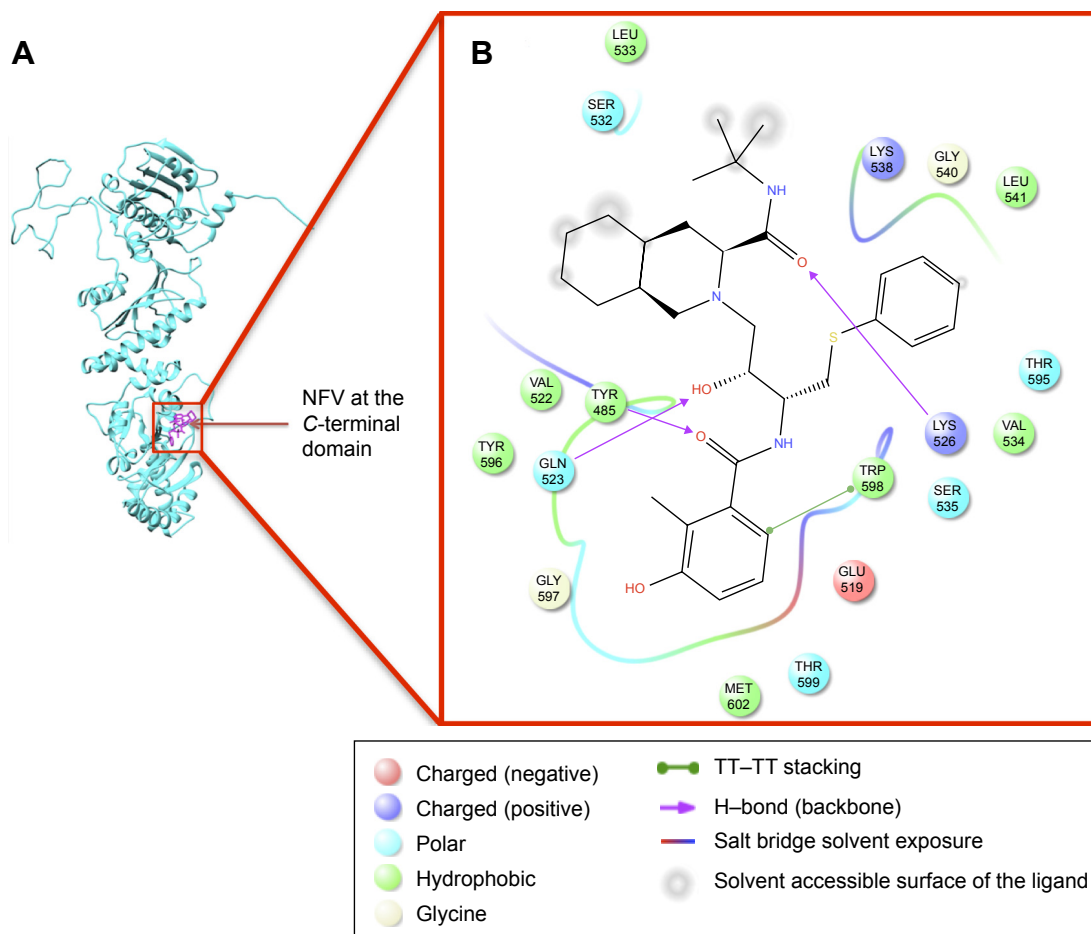 A
B
NFV at the
C-terminal
domain
LEU
533
SER
532
LYS
538
GLY
540
LEU
541
NH
O
N
S
HO
THR
595
VAL
522
TYR
485
LYS
526
VAL
534
TYR
596
GLN
523
O
NH
TRP
598
SER
535
GLY
597
HO
GLU
519
THR
599
MET
602
Charged (negative)
Charged (positive)
Polar
Hydrophobic
Glycine
TT–TT stacking
H–bond (backbone)
Salt bridge solvent exposure
Solvent accessible surface of the ligand